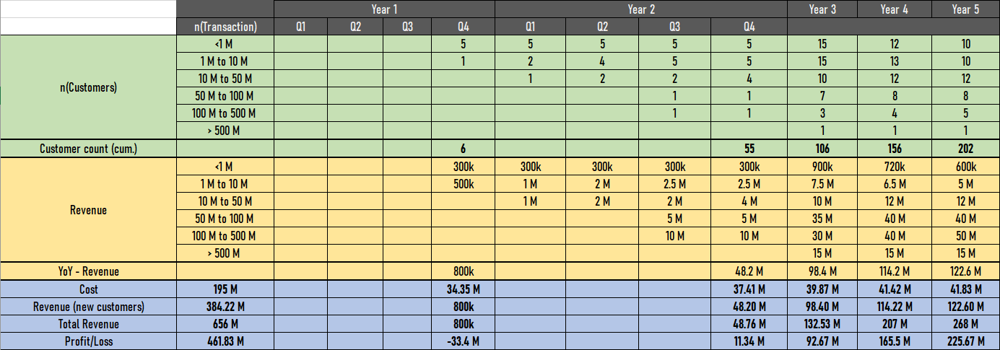 Year 1 Year 2 Year 3 Year 4 Year 5
n(Transaction) Q1 Q2 Q3 Q4 Q1 Q2 Q3 Q4
n(Customers)
<1 M 5 5 5 5 5 15 12 10
1 M to 10 M 1 2 4 5 5 15 13 10
10 M to 50 M 1 2 2 4 10 12 12
50 M to 100 M 1 1 7 8 8
100 M to 500 M 1 1 3 4 5
> 500 M 1 1 1
Customer count (cum.) 6 55 106 156 202
Revenue
<1 M 300k 300k 300k 300k 300k 900k 720k 600k
1 M to 10 M 500k 1 M 2 M 2.5 M 2.5 M 7.5 M 6.5 M 5 M
10 M to 50 M 1 M 2 M 2 M 4 M 10 M 12 M 12 M
50 M to 100 M 5 M 5 M 35 M 40 M 40 M
100 M to 500 M 10 M 10 M 30 M 40 M 50 M
> 500 M 15 M 15 M 15 M
YoY - Revenue 800k 48.2 M 98.4 M 114.2 M 122.6 M
Cost 195 M 34.35 M 37.41 M 39.87 M 41.42 M 41.83 M
Revenue (new customers) 384.22 M 800k 48.20 M 98.40 M 114.22 M 122.60 M
Total Revenue 656 M 800k 48.76 M 132.53 M 207 M 268 M
Profit/Loss 461.83 M -33.4 M 11.34 M 92.67 M 165.5 M 225.67 M